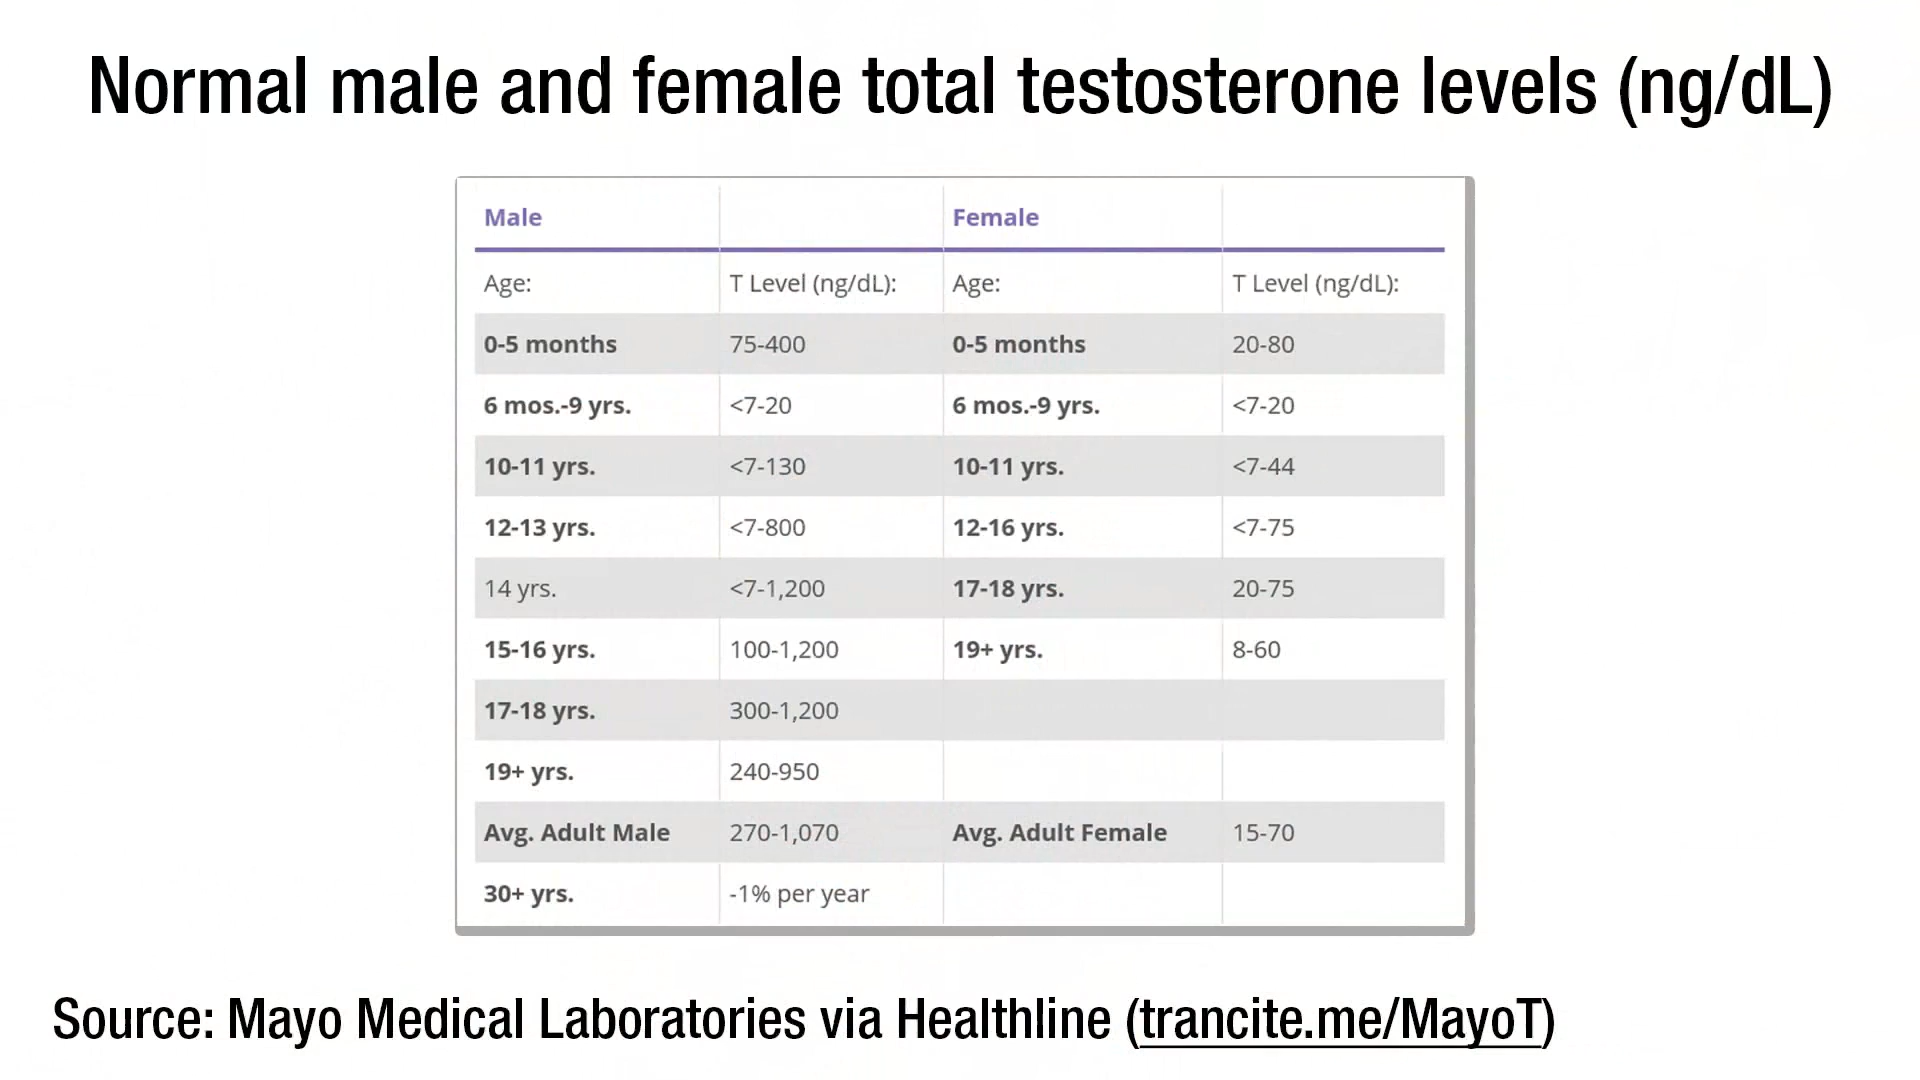 Normal male and female total testosterone levels (ng/dL)
Male Female
Age: T Level (ng/dL): Age: T Level (ng/dL):
0-5 months 75-400 0-5 months 20-80
6 mos.-9 yrs. <7-20 6 mos.-9 yrs. <7-20
10-11 yrs. <7-130 10-11 yrs. <7-44
12-13 yrs. <7-800 12-16 yrs. <7-75
14 yrs. <7-1,200 17-18 yrs. 20-75
15-16 yrs. 100-1,200 19+ yrs. 8-60
17-18 yrs. 300-1,200
19+ yrs. 240-950
Avg. Adult Male 270-1,070 Avg. Adult Female 15-70
30+ yrs. -1% per year
Source: Mayo Medical Laboratories via Healthline (trancite.me/MayoT)